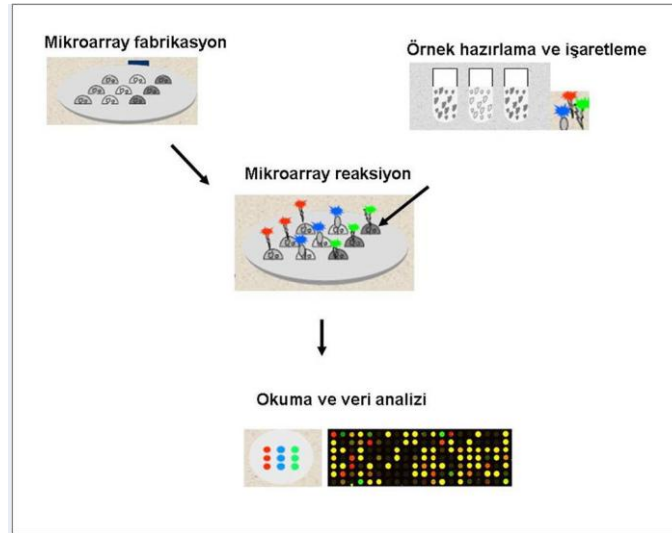 Mikroarray fabrikasyon
Örnek hazırlama ve işaretleme
Mikroarray reaksiyon
Okuma ve veri analizi